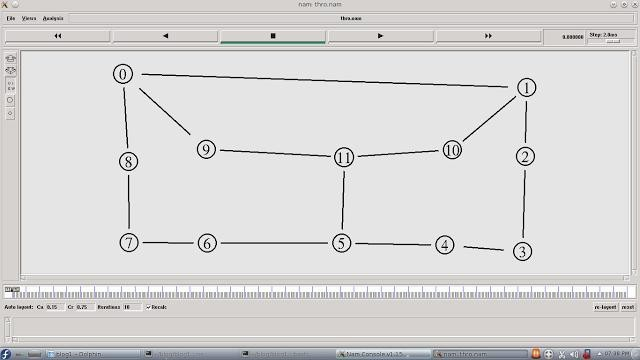 nam: thro.nam
File Views Analysis thro.nam
0.000000 Step: 2.0ms
0
1
9 11 10 2
8
7 6 5 4 3
TIME
Auto layout: Ca 0.15 Cr 0.75 Iterations 10 Recalc re-layout reset
blog1 - Dolphin Nam Console v1.15 nam: thro.nam 07:38 PM